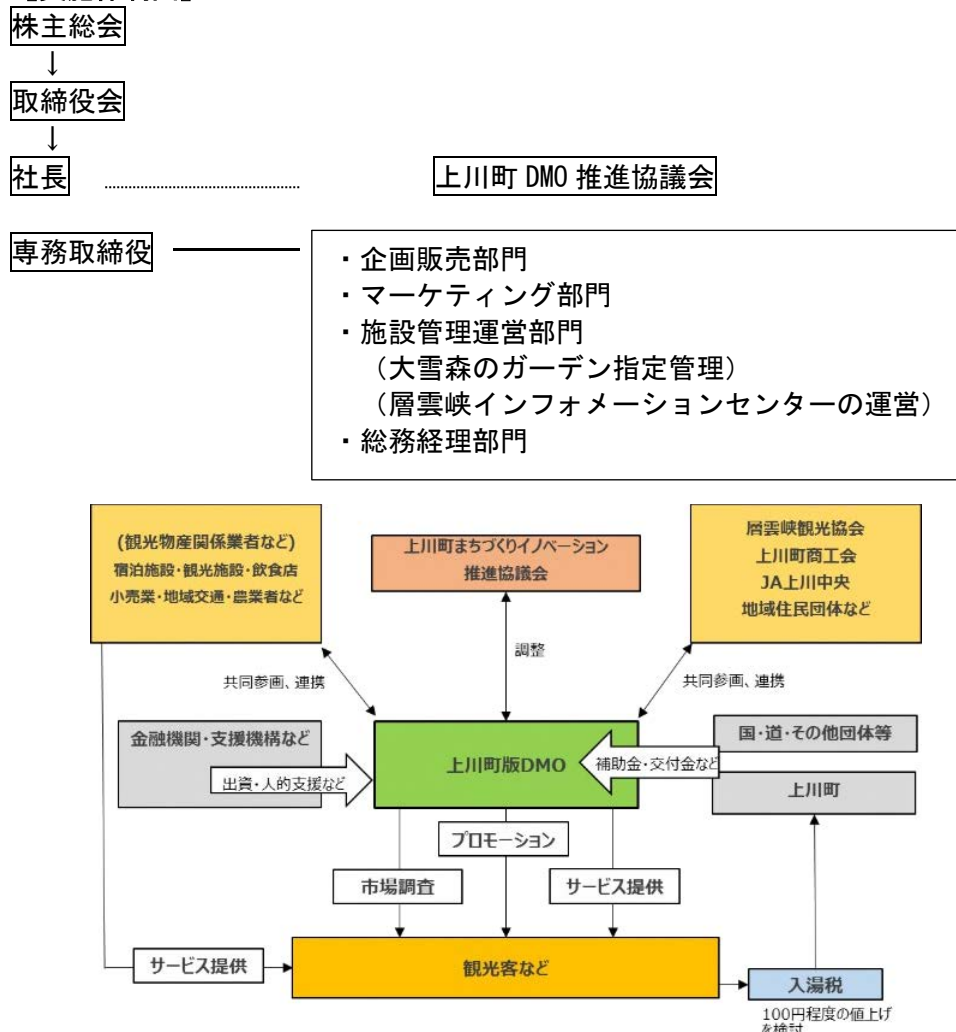 株主総会
↓
取締役会
↓
社長 ……………………………… 上川町 DMO 推進協議会
専務取締役
・企画販売部門
・マーケティング部門
・施設管理運営部門
（大雪森のガーデン指定管理）
（層雲峡インフォメーションセンターの運営）
・総務経理部門
(観光物産関係業者など)
宿泊施設・観光施設・飲食店
小売業・地域交通・農業者など
上川町まちづくりイノベーション
推進協議会
層雲峡観光協会
上川町商工会
JA上川中央
地域住民団体など
調整
共同参画、連携
共同参画、連携
金融機関・支援機構など
出資・人的支援など
上川町版DMO
補助金・交付金など
国・道・その他団体等
上川町
プロモーション
市場調査
サービス提供
サービス提供
観光客など
入湯税
100円程度の値上げ
を検討